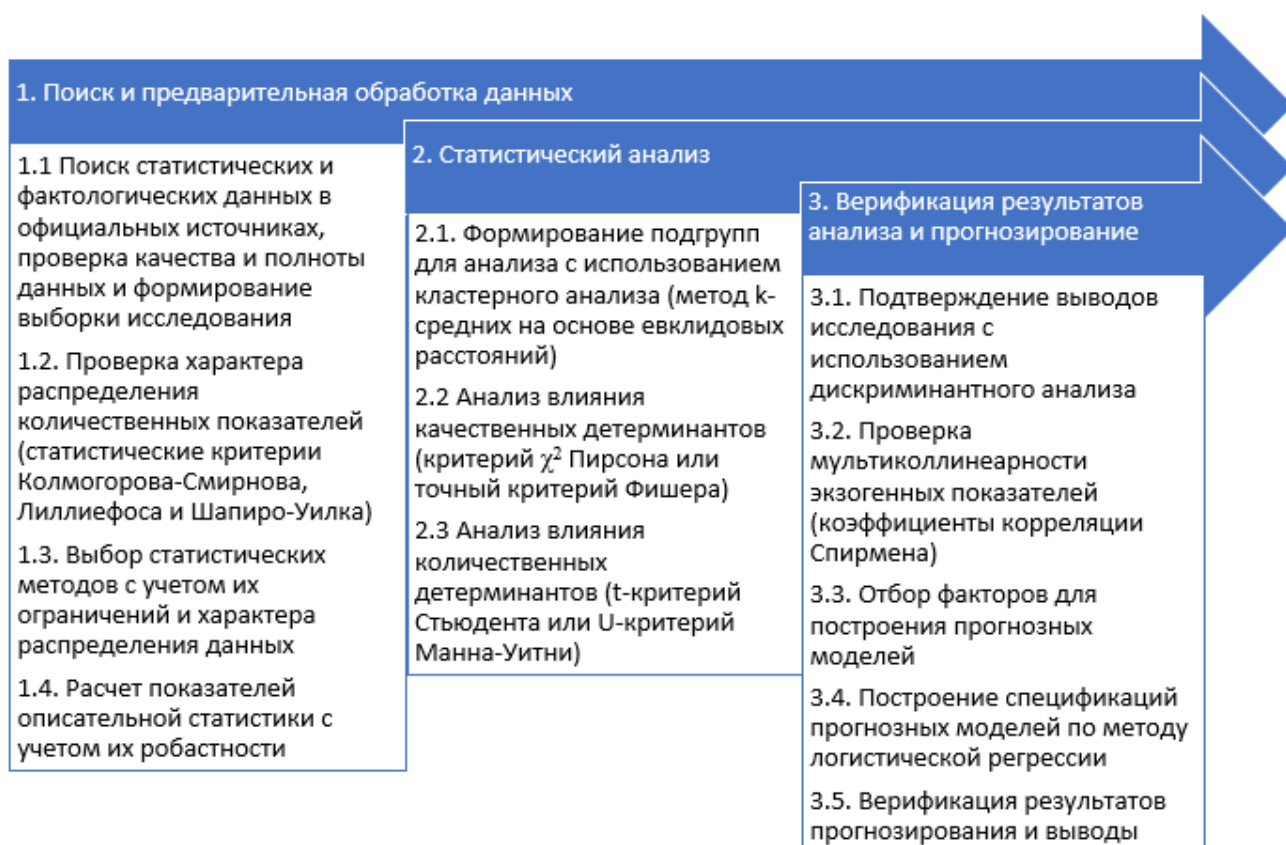 1. Поиск и предварительная обработка данных
1.1 Поиск статистических и
фактологических данных в
официальных источниках,
проверка качества и полноты
данных и формирование
выборки исследования
1.2. Проверка характера
распределения
количественных показателей
(статистические критерии
Колмогорова-Смирнова,
Лиллиефоса и Шапиро-Уилка)
1.3. Выбор статистических
методов с учетом их
ограничений и характера
распределения данных
1.4. Расчет показателей
описательной статистики с
учетом их робастности
2. Статистический анализ
2.1. Формирование подгрупп
для анализа с использованием
кластерного анализа (метод k-
средних на основе евклидовых
расстояний)
2.2 Анализ влияния
качественных детерминантов
(критерий χ² Пирсона или
точный критерий Фишера)
2.3 Анализ влияния
количественных
детерминантов (t-критерий
Стьюдента или U-критерий
Манна-Уитни)
3. Верификация результатов
анализа и прогнозирование
3.1. Подтверждение выводов
исследования с
использованием
дискриминантного анализа
3.2. Проверка
мультиколлинеарности
экзогенных показателей
(коэффициенты корреляции
Спирмена)
3.3. Отбор факторов для
построения прогнозных
моделей
3.4. Построение спецификаций
прогнозных моделей по методу
логистической регрессии
3.5. Верификация результатов
прогнозирования и выводы